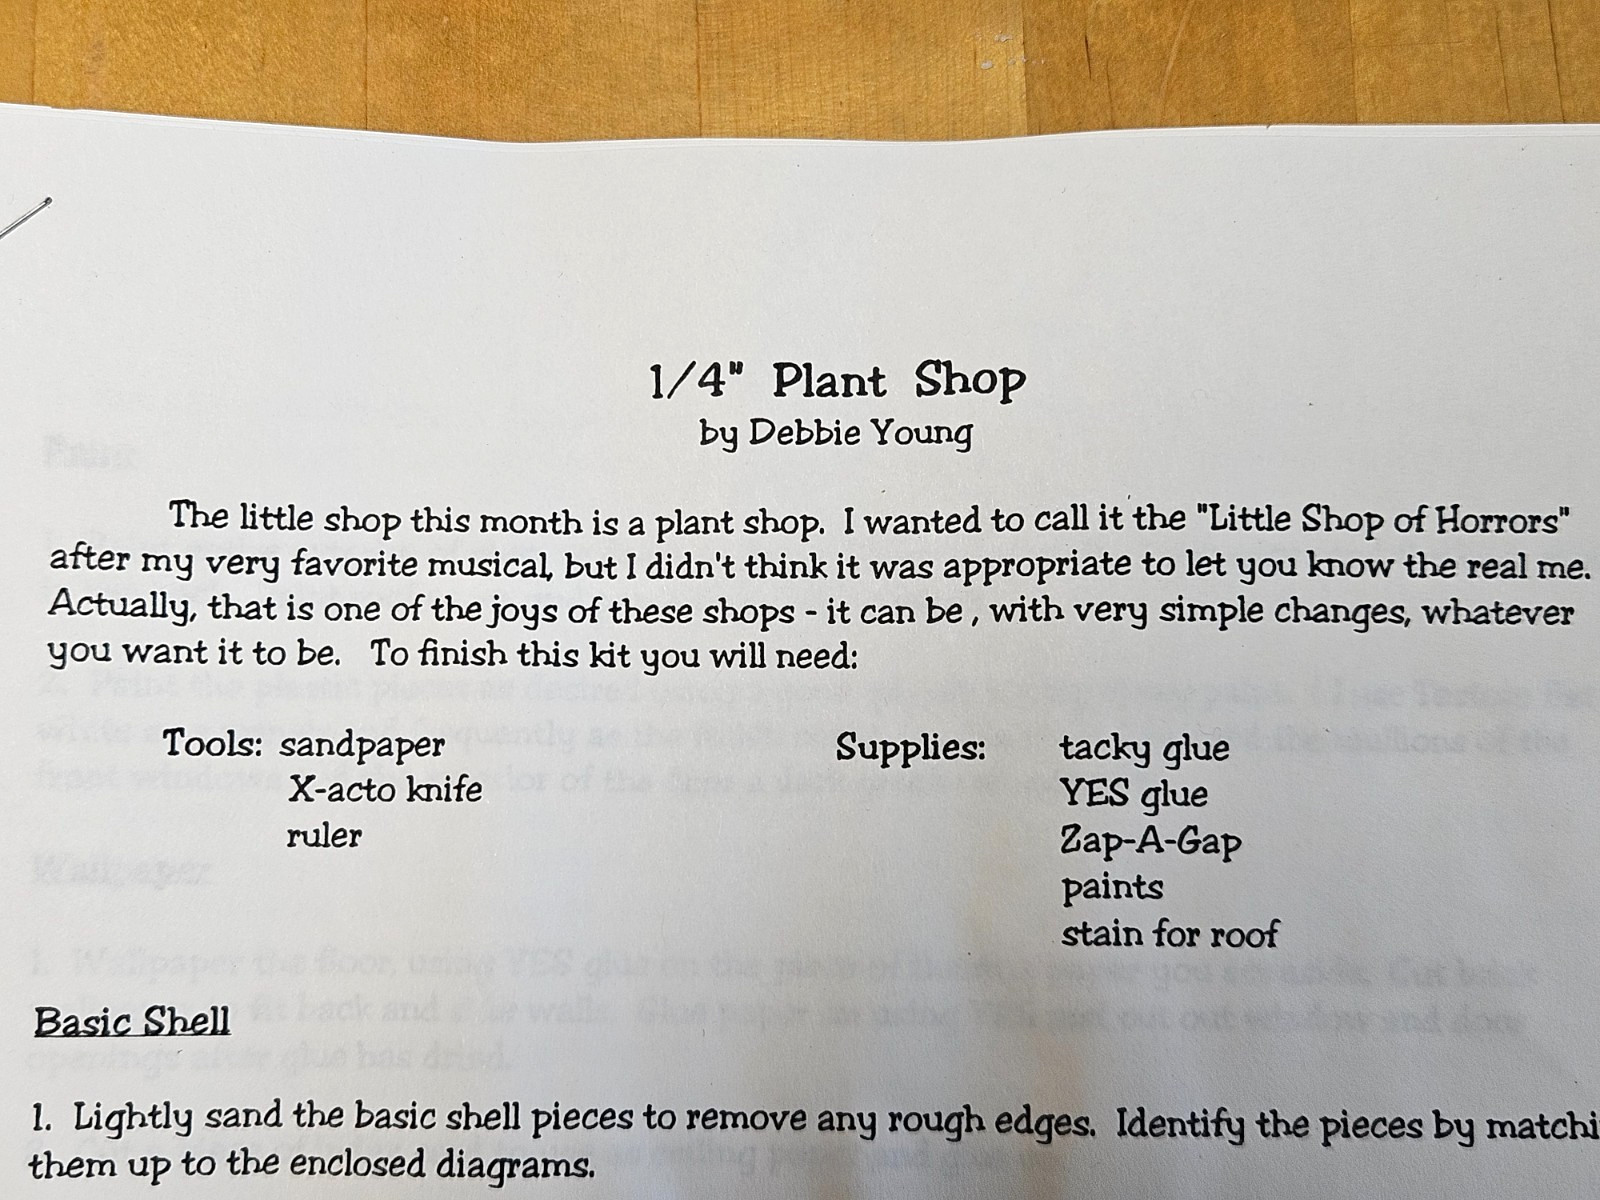 1/4" Plant Shop
by Debbie Young
The little shop this month is a plant shop. I wanted to call it the "Little Shop of Horrors"
after my very favorite musical, but I didn't think it was appropriate to let you know the real me.
Actually, that is one of the joys of these shops - it can be , with very simple changes, whatever
you want it to be. To finish this kit you will need:
Tools: sandpaper
X-acto knife
ruler
Supplies: tacky glue
YES glue
Zap-A-Gap
paints
stain for roof
Basic Shell
1. Lightly sand the basic shell pieces to remove any rough edges. Identify the pieces by matchi
them up to the enclosed diagrams.